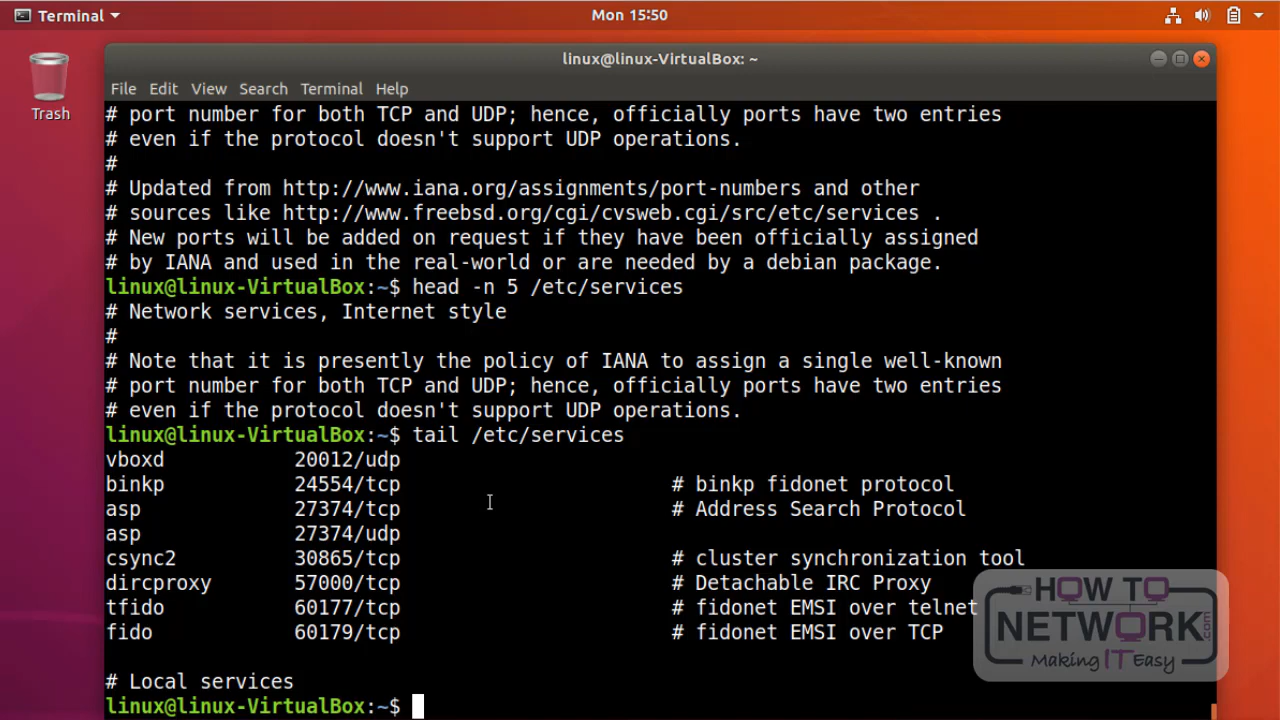 Terminal
Mon 15:50
Trash
linux@linux-VirtualBox: ~
File Edit View Search Terminal Help
# port number for both TCP and UDP; hence, officially ports have two entries
# even if the protocol doesn't support UDP operations.
#
# Updated from http://www.iana.org/assignments/port-numbers and other
# sources like http://www.freebsd.org/cgi/cvsweb.cgi/src/etc/services .
# New ports will be added on request if they have been officially assigned
# by IANA and used in the real-world or are needed by a debian package.
linux@linux-VirtualBox:~$ head -n 5 /etc/services
# Network services, Internet style
#
# Note that it is presently the policy of IANA to assign a single well-known
# port number for both TCP and UDP; hence, officially ports have two entries
# even if the protocol doesn't support UDP operations.
linux@linux-VirtualBox:~$ tail /etc/services
vboxd 20012/udp
binkp 24554/tcp # binkp fidonet protocol
asp 27374/tcp # Address Search Protocol
asp 27374/udp
csync2 30865/tcp # cluster synchronization tool
dircproxy 57000/tcp # Detachable IRC Proxy
tfido 60177/tcp # fidonet EMSI over telnet
fido 60179/tcp # fidonet EMSI over TCP
# Local services
linux@linux-VirtualBox:~$
HOW TO
NETWORK.com
Making IT Easy